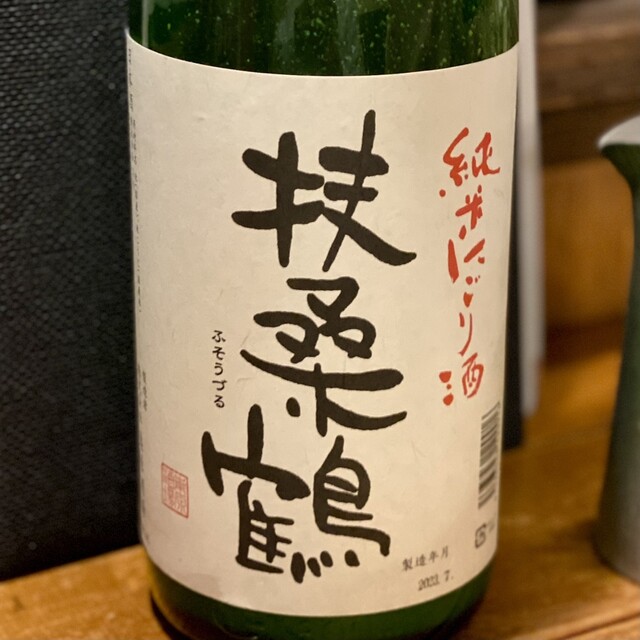 純米にごり酒
扶桑鶴
ふそうづる
製造年月
2022.7.